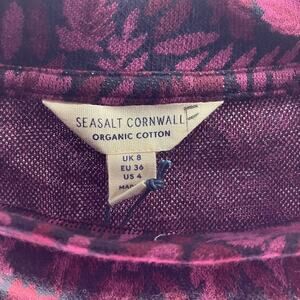 SEASALT CORNWALL
ORGANIC COTTON
UK 8
EU 36
US 4